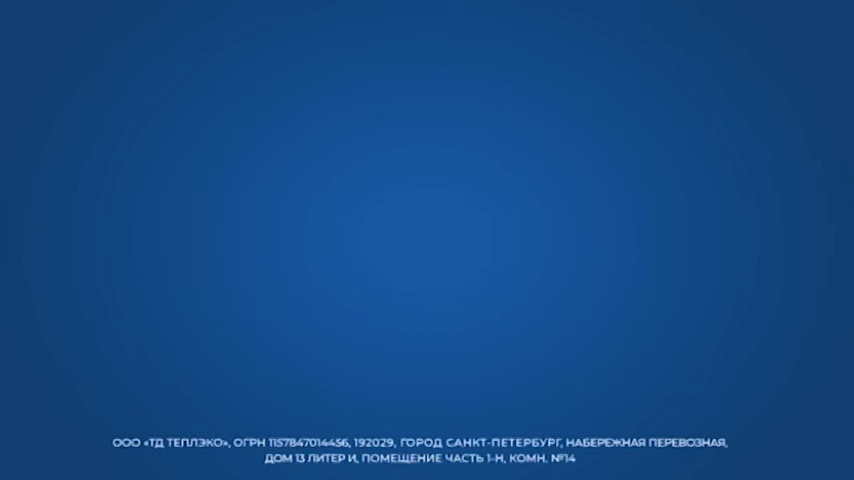 ООО «ТД ТЕПЛЭКО», ОГРН 1157847014456, 192029, ГОРОД САНКТ-ПЕТЕРБУРГ, НАБЕРЕЖНАЯ ПЕРЕВОЗНАЯ,
ДОМ 13 ЛИТЕР И, ПОМЕЩЕНИЕ ЧАСТЬ 1-Н, КОМН. №14